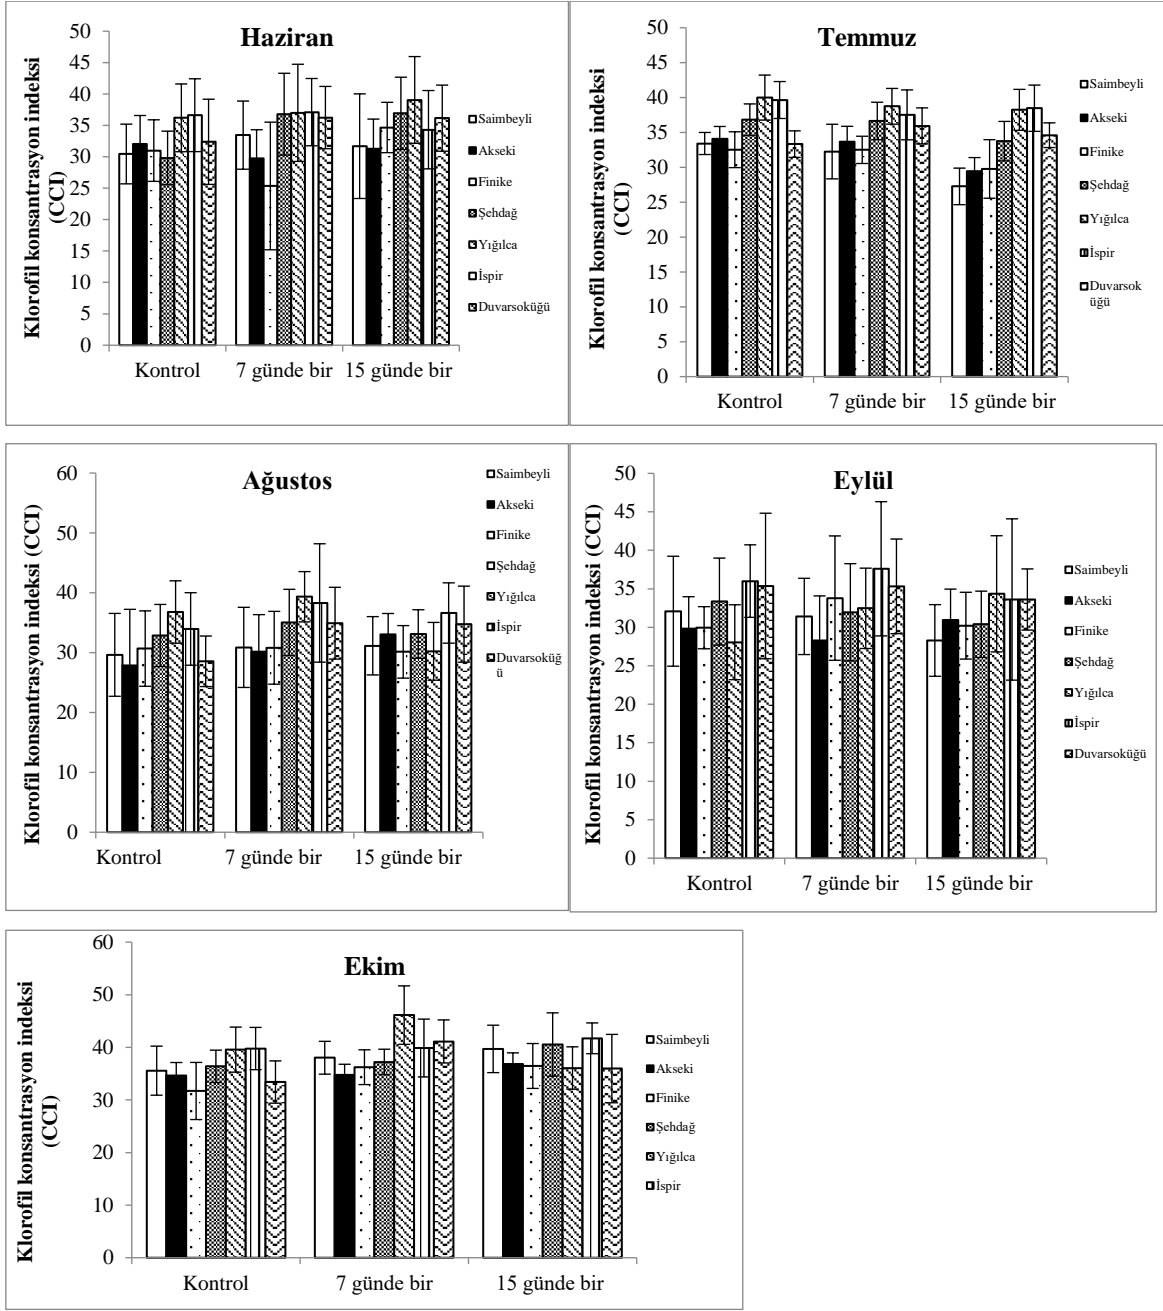 Haziran
Klorofil konsantrasyon indeksi
(CCI)
50
45
40
35
30
25
20
15
10
5
0
Kontrol
7 günde bir
15 günde bir
Saimbeyli
Akseki
Finike
Şehdağ
Yığılca
İspir
Duvarsoküğü
Temmuz
Klorofil konsantrasyon indeksi
(CCI)
50
45
40
35
30
25
20
15
10
5
0
Kontrol
7 günde bir
15 günde bir
Saimbeyli
Akseki
Finike
Şehdağ
Yığılca
İspir
Duvarsok
üğü
Ağustos
Klorofil konsantrasyon indeksi (CCI)
60
50
40
30
20
10
0
Kontrol
7 günde bir
15 günde bir
Saimbeyli
Akseki
Finike
Şehdağ
Yığılca
İspir
Duvarsoküğ
ü
Eylül
Klorofil konsantrasyon indeksi (CCI)
50
45
40
35
30
25
20
15
10
5
0
Kontrol
7 günde bir
15 günde bir
Saimbeyli
Akseki
Finike
Şehdağ
Yığılca
İspir
Duvarsoküğü
Ekim
Klorofil konsantrasyon indeksi
(CCI)
60
50
40
30
20
10
0
Kontrol
7 günde bir
15 günde bir
Saimbeyli
Akseki
Finike
Şehdağ
Yığılca
İspir